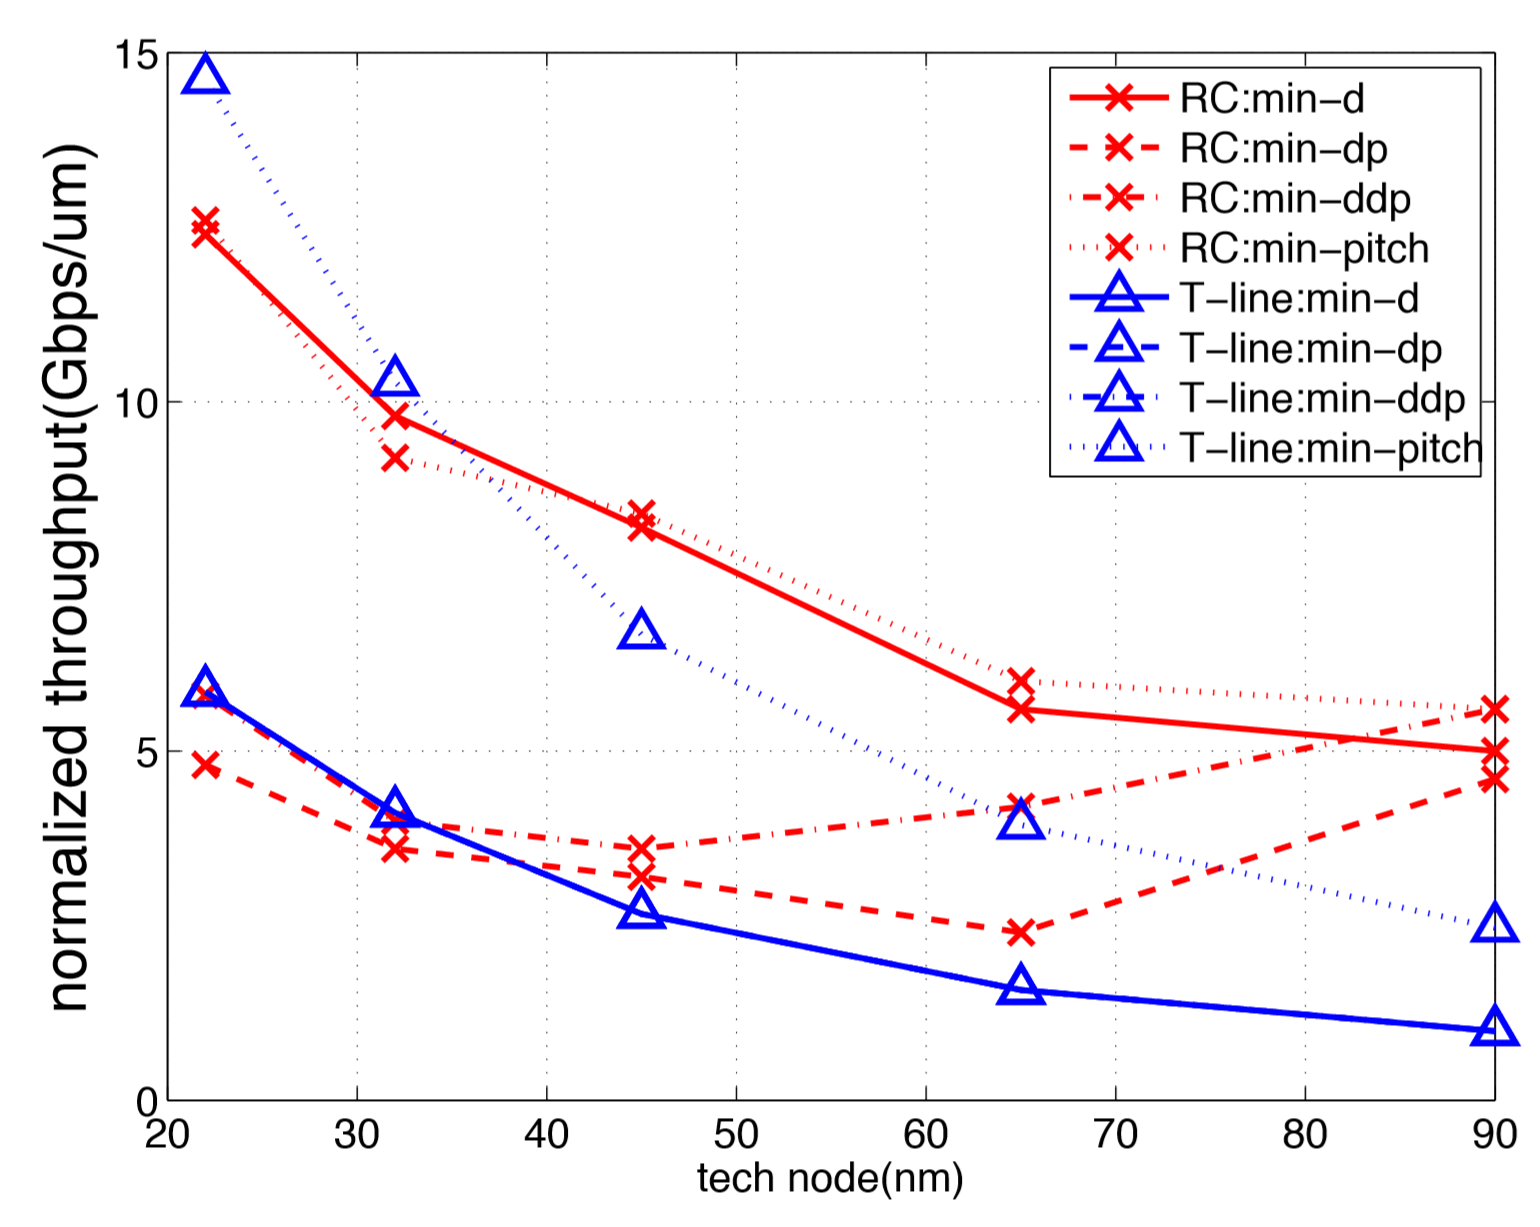 normalized throughput(Gbps/um)
15
10
5
0
20 30 40 50 60 70 80 90
tech node(nm)
RC:min−d
RC:min−dp
RC:min−ddp
RC:min−pitch
T−line:min−d
T−line:min−dp
T−line:min−ddp
T−line:min−pitch